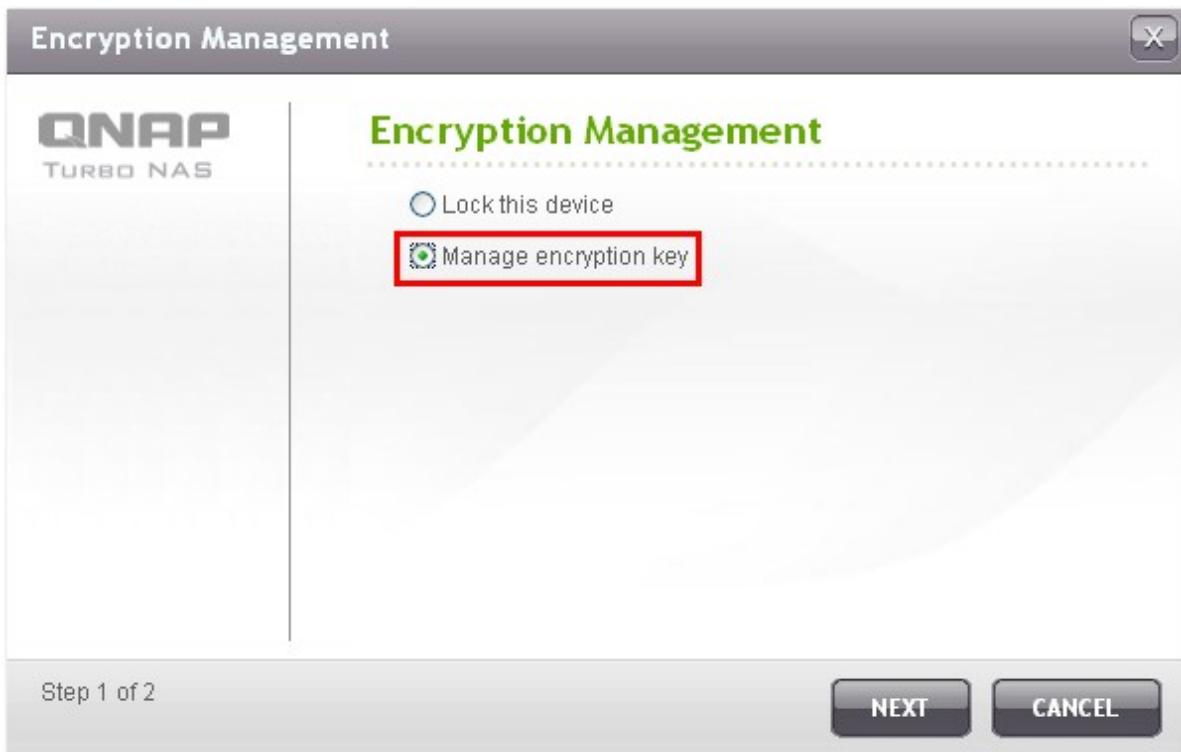 Encryption Management
X
QNAP
TURBO NAS
Encryption Management
Lock this device
Manage encryption key
Step 1 of 2
NEXT
CANCEL